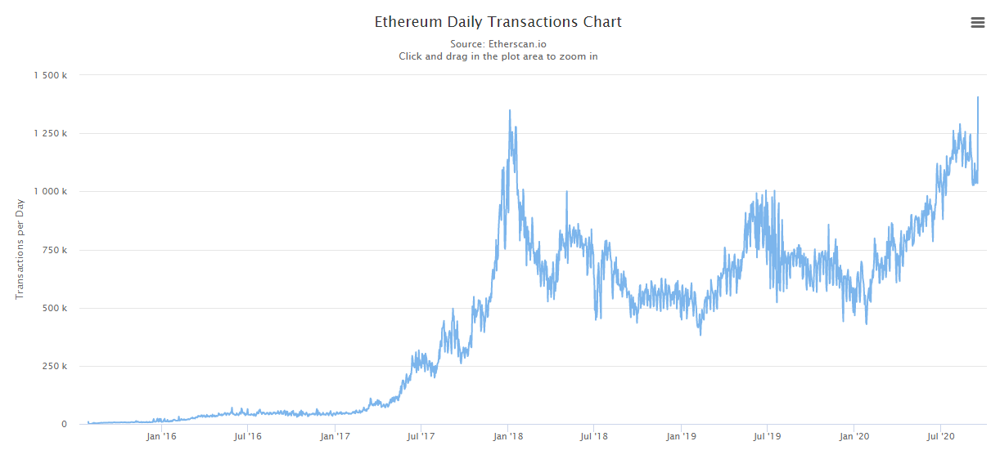 Ethereum Daily Transactions Chart
Source: Etherscan.io
Click and drag in the plot area to zoom in
Transactions per Day
1 500 k
1 250 k
1 000 k
750 k
500 k
250 k
0
Jan '16
Jul '16
Jan '17
Jul '17
Jan '18
Jul '18
Jan '19
Jul '19
Jan '20
Jul '20